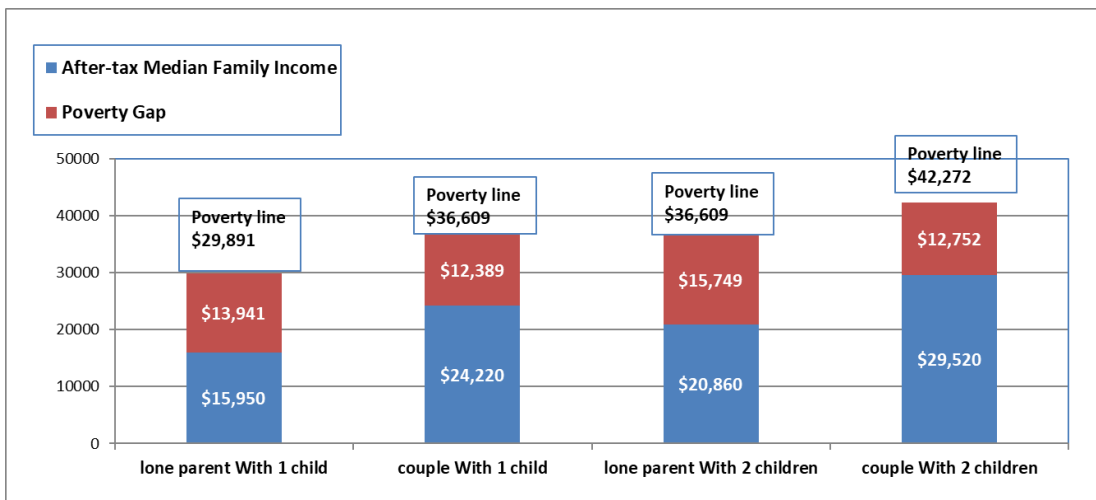 After-tax Median Family Income
Poverty Gap
50000
40000
30000
20000
10000
0
Poverty line
$29,891
Poverty line
$36,609
Poverty line
$36,609
Poverty line
$42,272
$13,941
$12,389
$15,749
$12,752
$15,950
$24,220
$20,860
$29,520
lone parent With 1 child
couple With 1 child
lone parent With 2 children
couple With 2 children